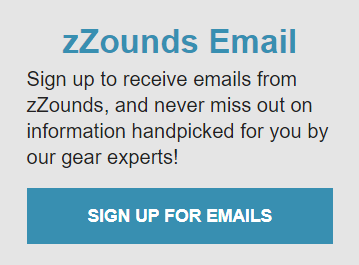 zZounds Email
Sign up to receive emails from
zZounds, and never miss out on
information handpicked for you by
our gear experts!
SIGN UP FOR EMAILS